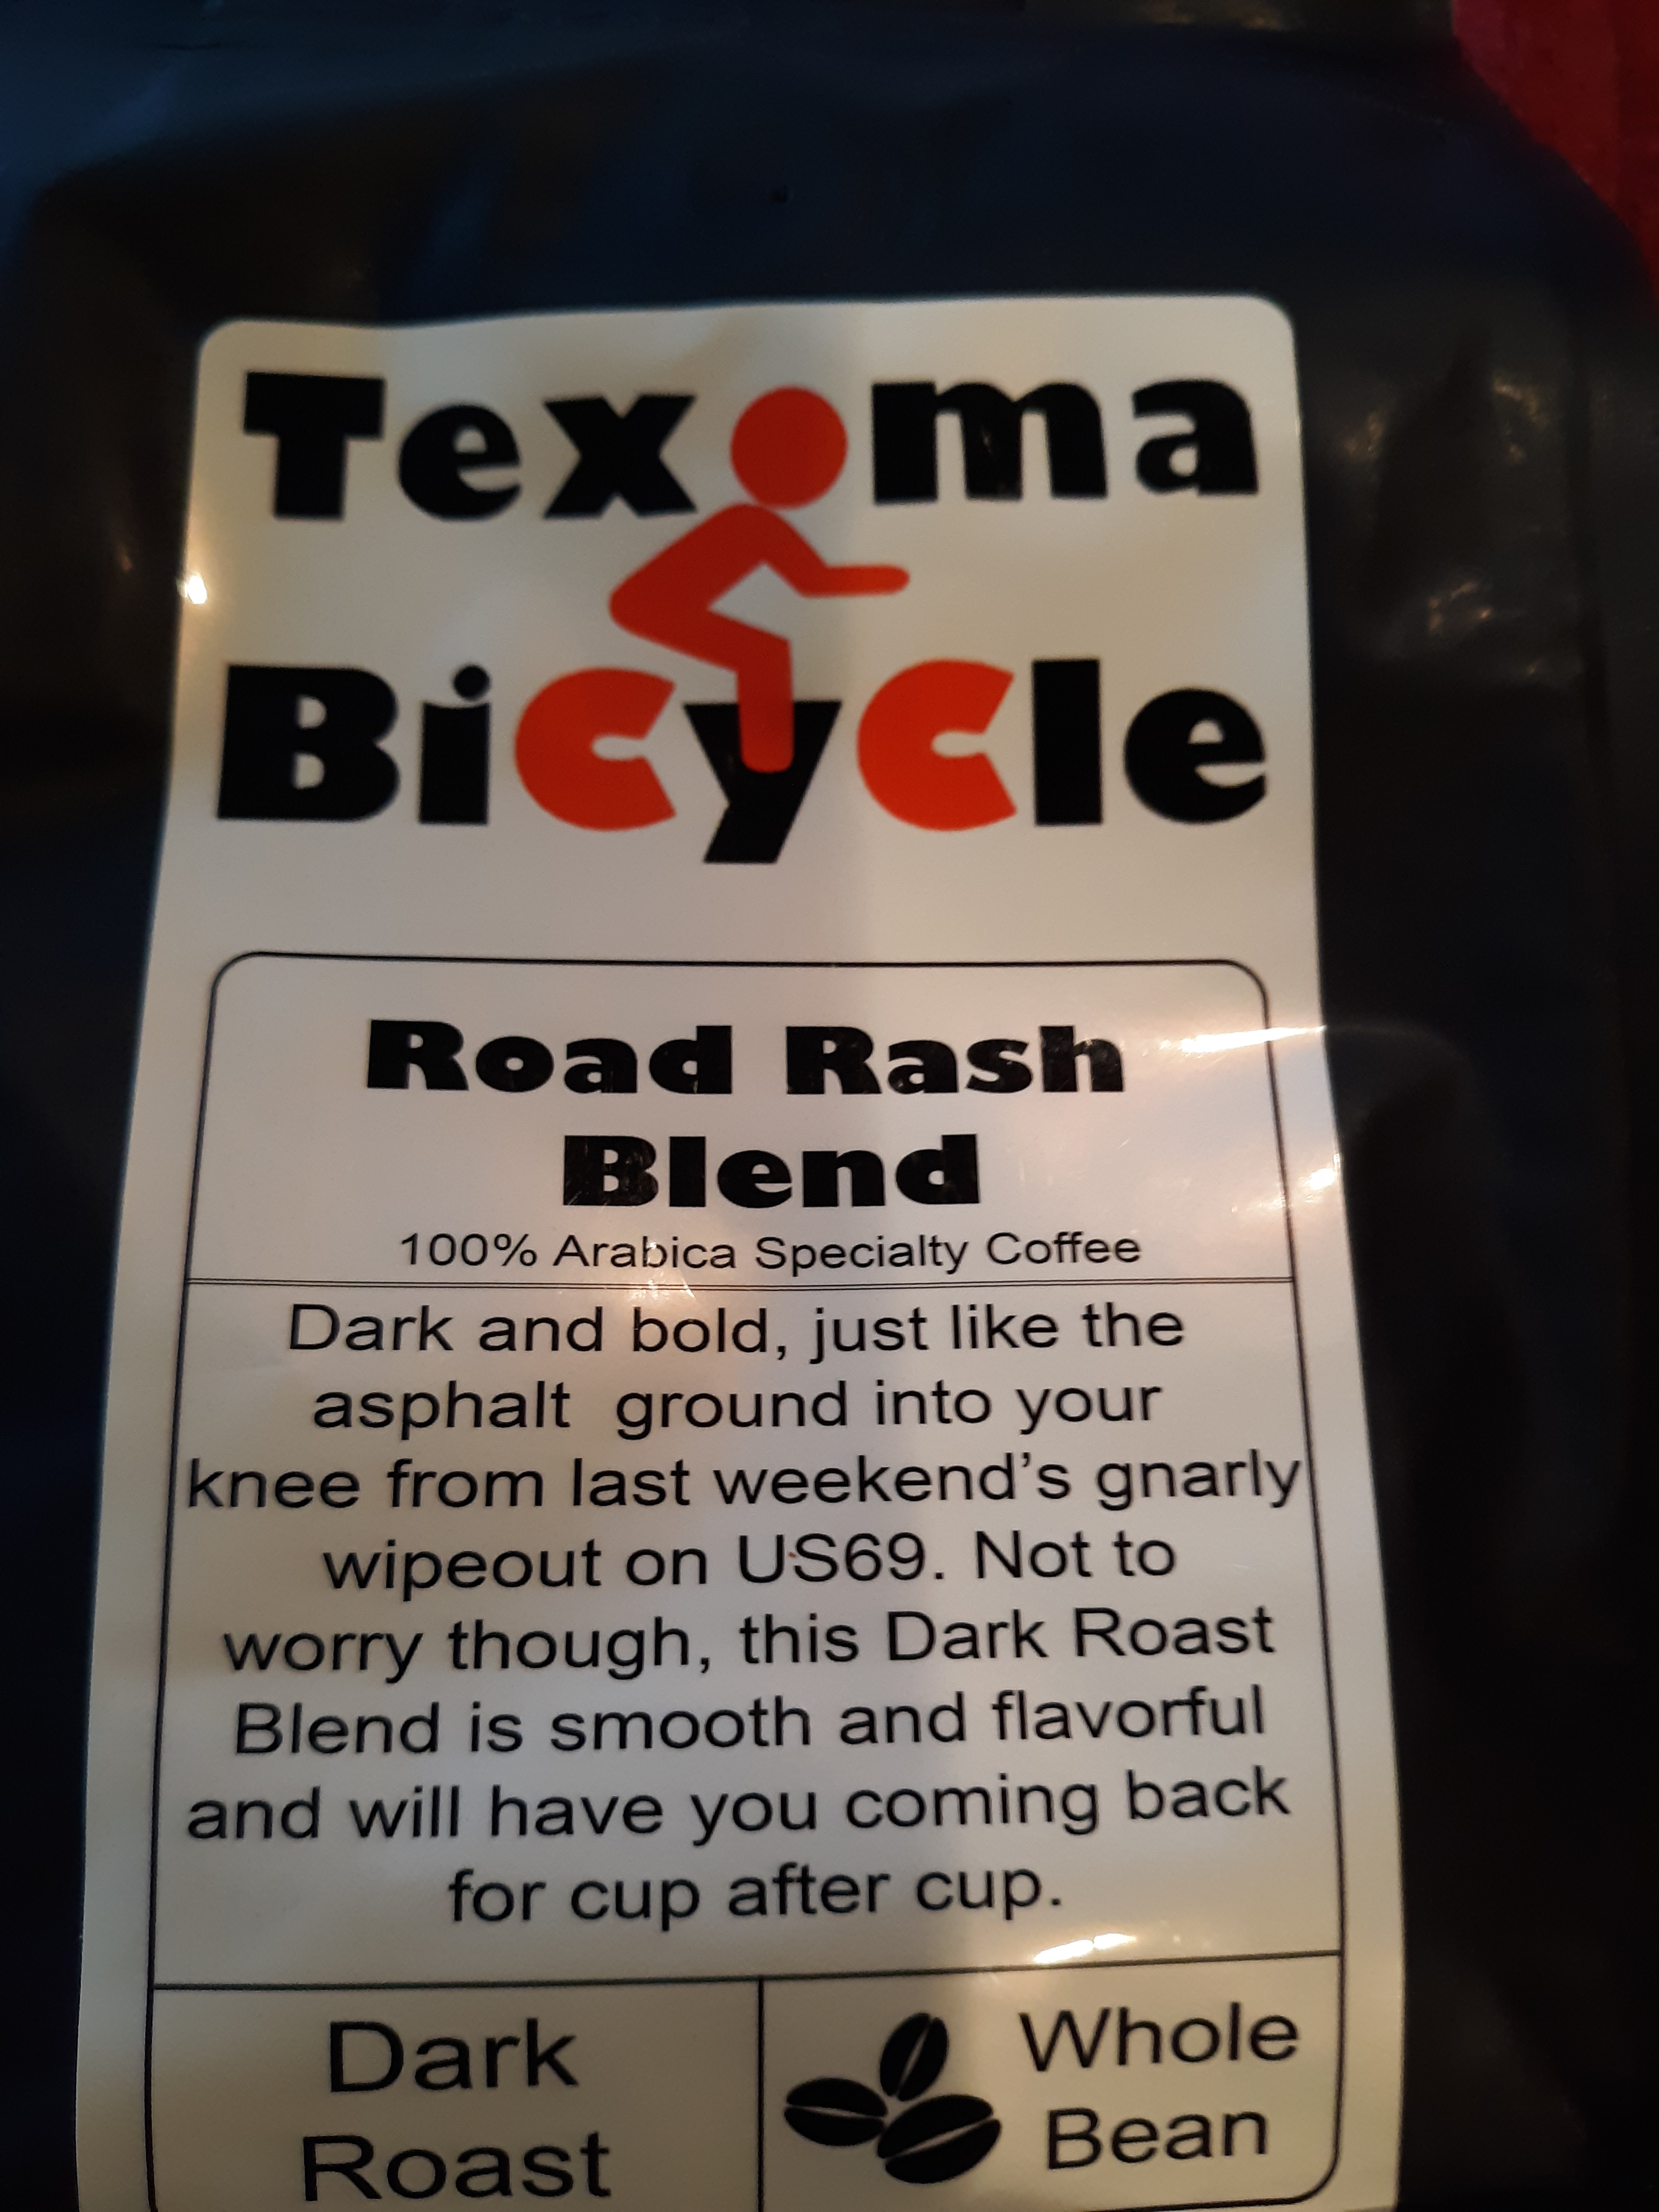 Texoma
Bicycle
Road Rash
Blend
100% Arabica Specialty Coffee
Dark and bold, just like the
asphalt ground into your
knee from last weekend's gnarly
wipeout on US69. Not to
worry though, this Dark Roast
Blend is smooth and flavorful
and will have you coming back
for cup after cup.
Dark
Roast
Whole
Bean